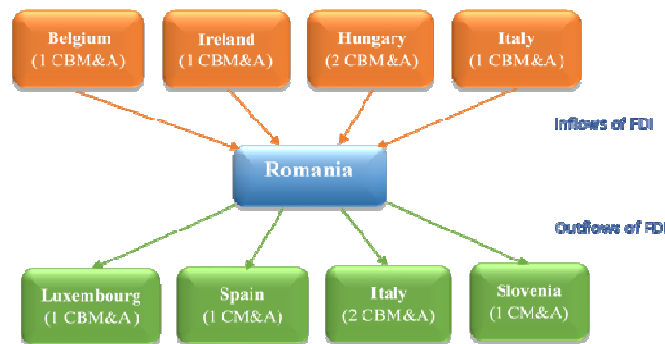 Belgium
(1 CBM&A)
Ireland
(1 CBM&A)
Hungary
(2 CBM&A)
Italy
(1 CBM&A)
Inflows of FDI
Romania
Outflows of FDI
Luxembourg
(1 CBM&A)
Spain
(1 CM&A)
Italy
(2 CBM&A)
Slovenia
(1 CM&A)